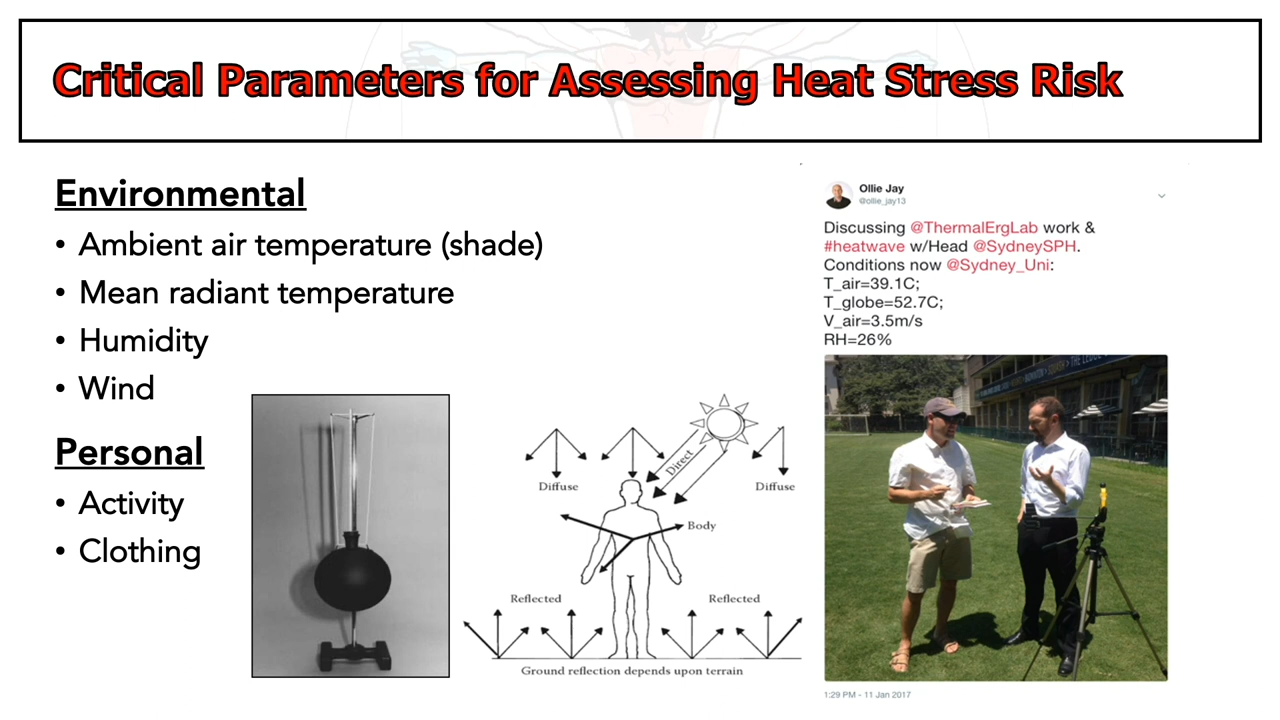 Critical Parameters for Assessing Heat Stress Risk
Environmental
• Ambient air temperature (shade)
• Mean radiant temperature
• Humidity
• Wind
Personal
• Activity
• Clothing
Direct
Diffuse
Diffuse
Body
Reflected
Reflected
Ground reflection depends upon terrain
Ollie Jay
@ollie_jay13
Discussing @ThermalErgLab work &
#heatwave w/Head @SydneySPH.
Conditions now @Sydney_Uni:
T_air=39.1C;
T_globe=52.7C;
V_air=3.5m/s
RH=26%
1:29 PM - 11 Jan 2017